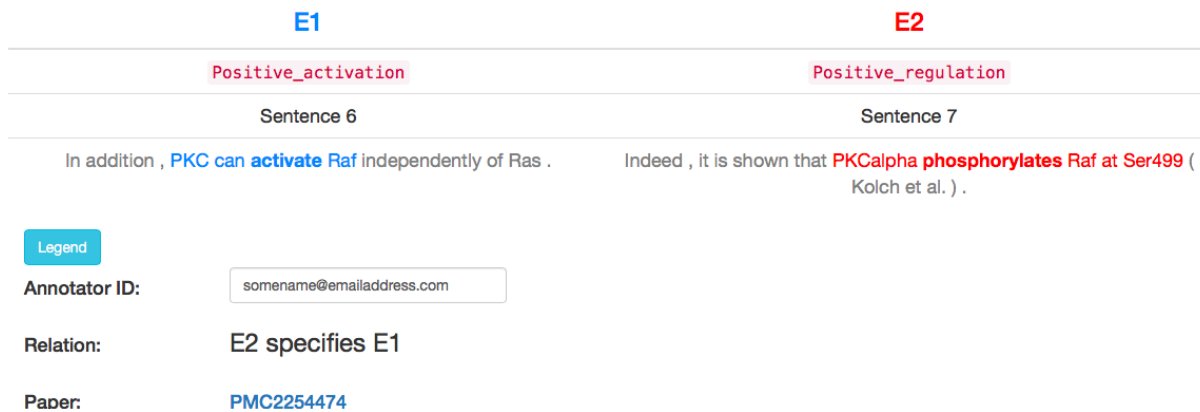 E1 E2
Positive_activation Positive_regulation
Sentence 6 Sentence 7
In addition , PKC can activate Raf independently of Ras . Indeed , it is shown that PKCalpha phosphorylates Raf at Ser499 (
Kolch et al. ) .
Legend
Annotator ID: somename@emailaddress.com
Relation: E2 specifies E1
Paper: PMC2254474